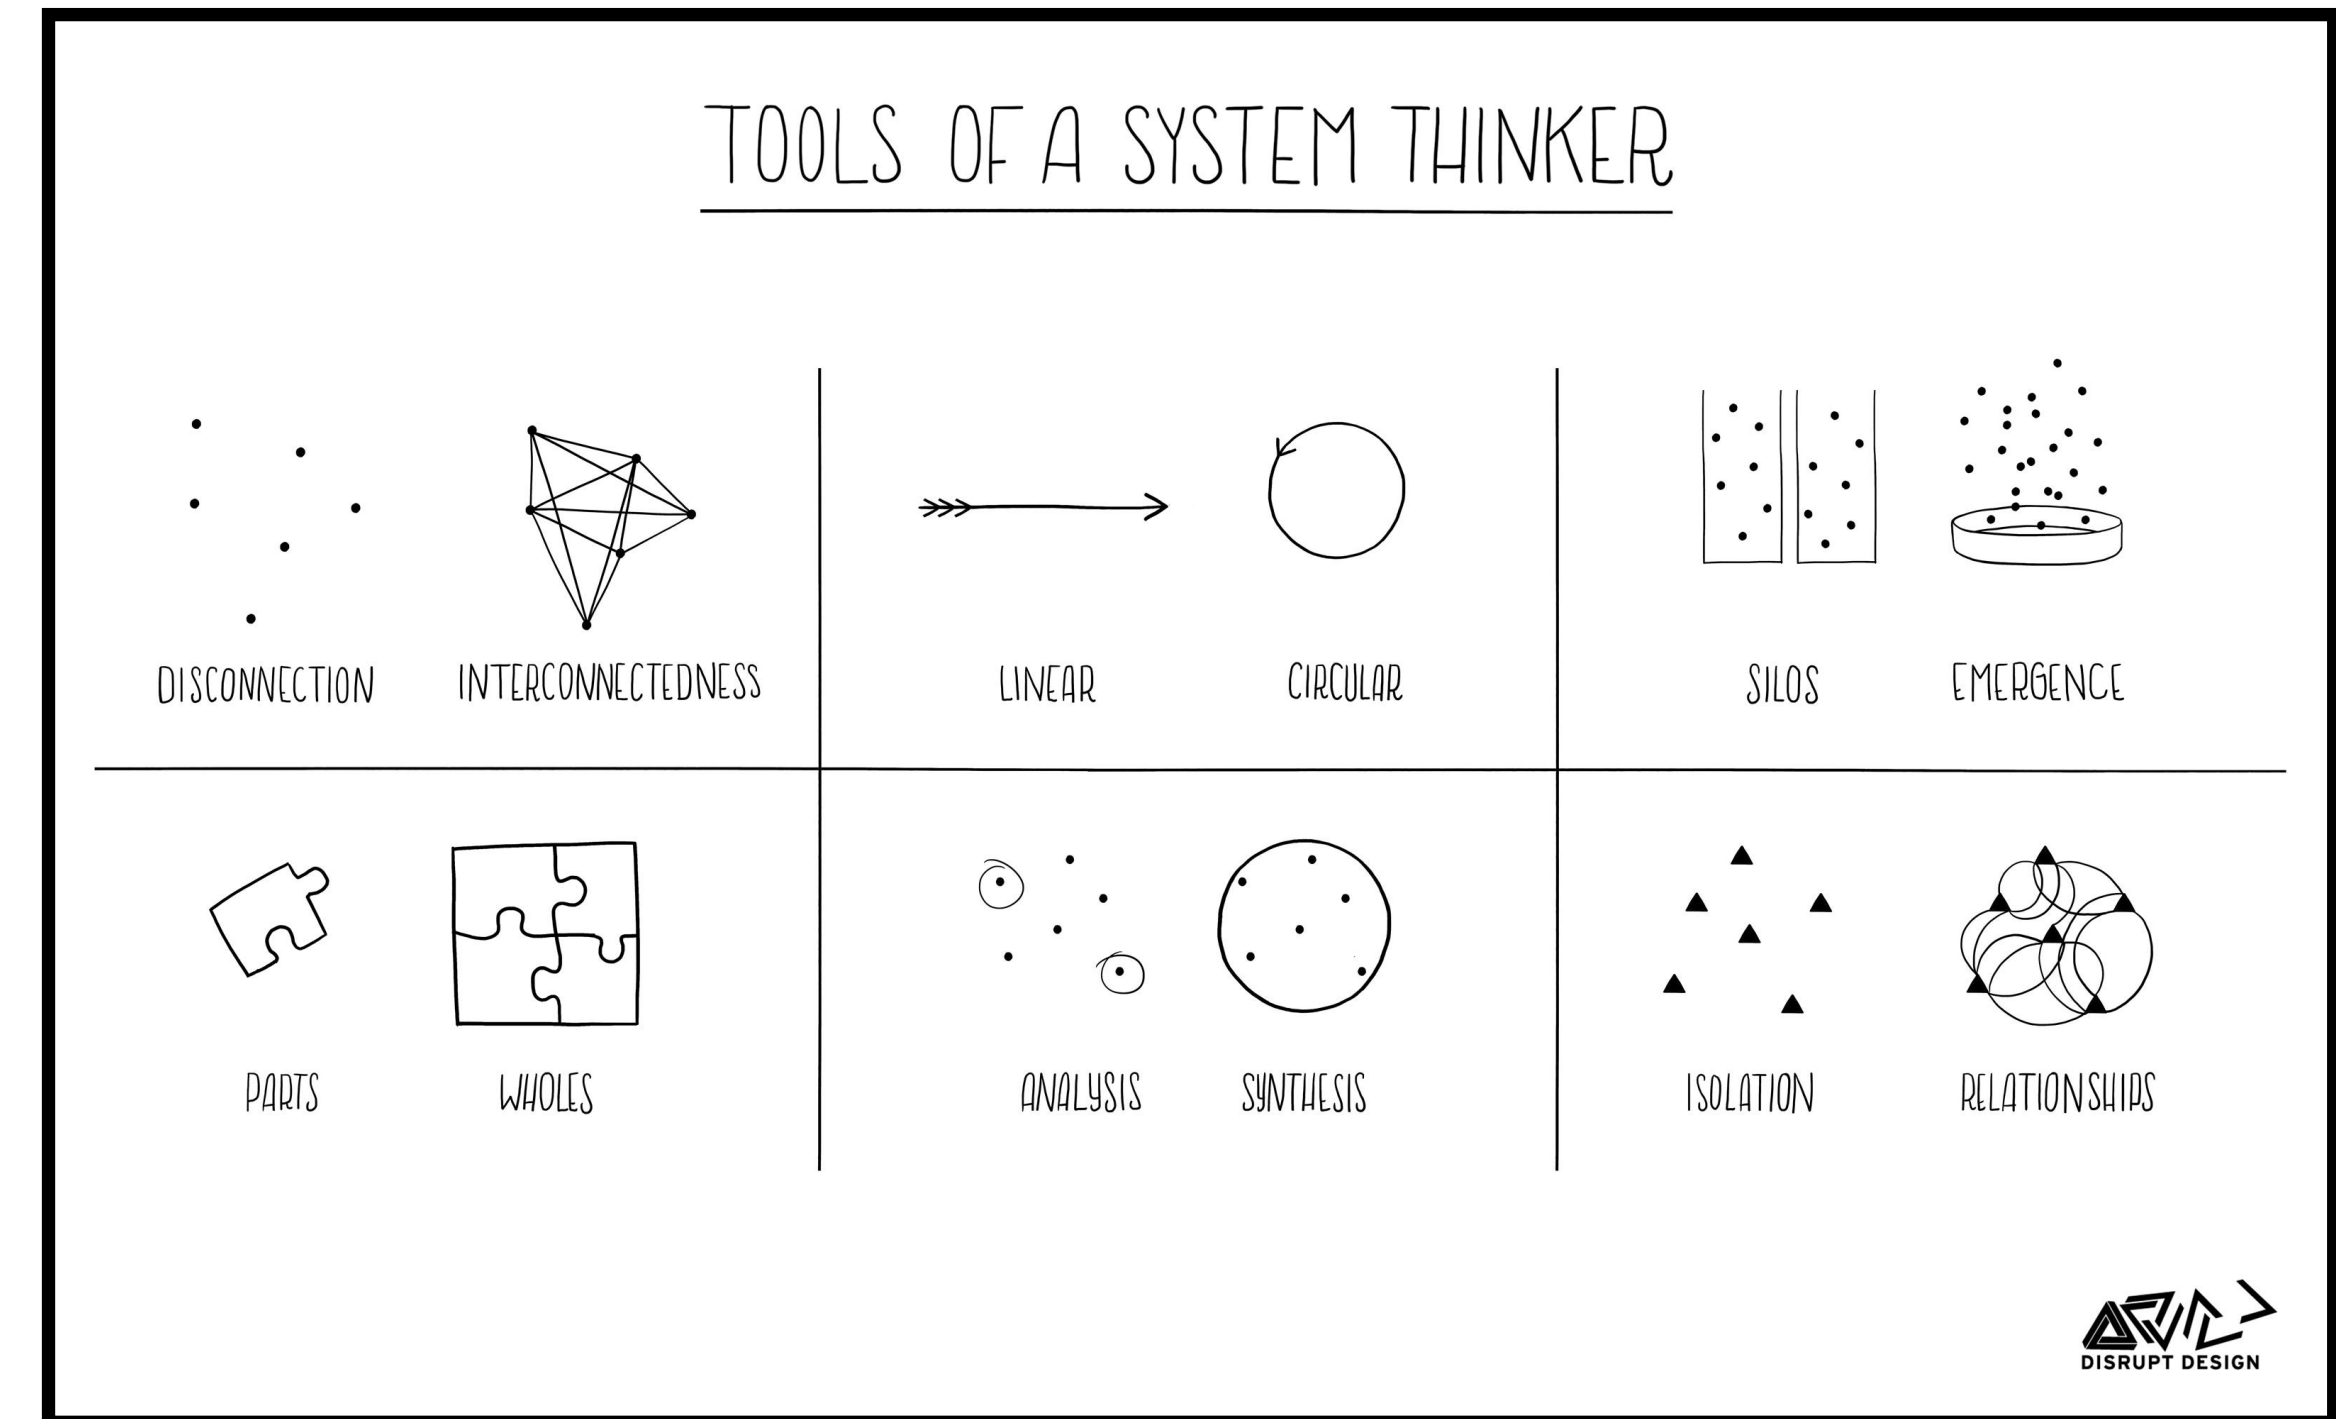 TOOLS OF A SYSTEM THINKER
DISCONNECTION
INTERCONNECTEDNESS
LINEAR
CIRCULAR
SILOS
EMERGENCE
PARTS
WHOLES
ANALYSIS
SYNTHESIS
ISOLATION
RELATIONSHIPS
DISRUPT DESIGN